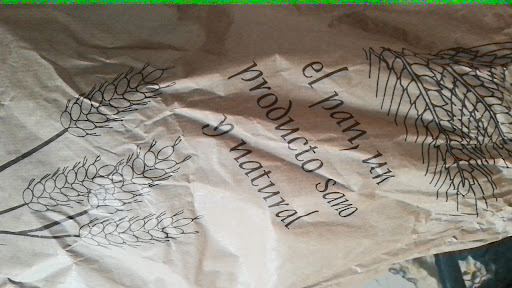 el pan, un
producto sano
y natural